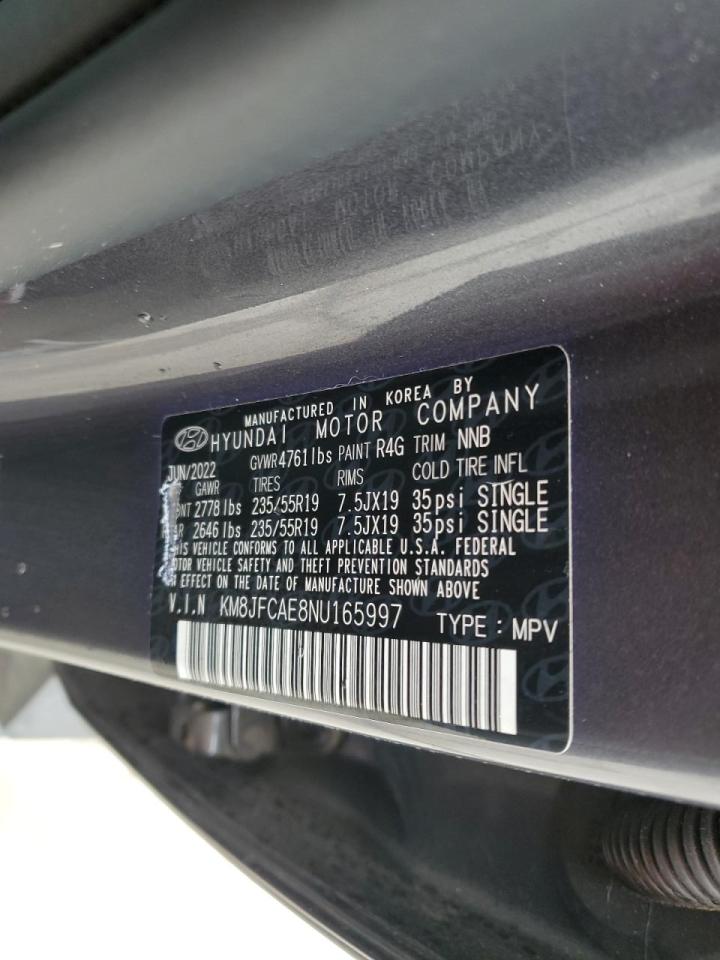 MANUFACTURED IN KOREA BY
HYUNDAI MOTOR COMPANY
JUN/2022 GVWR4761lbs PAINT R4G TRIM NNB
GAWR TIRES RIMS COLD TIRE INFL
2778 lbs 235/55R19 7.5JX19 35psi SINGLE
2646 lbs 235/55R19 7.5JX19 35psi SINGLE
THIS VEHICLE CONFORMS TO ALL APPLICABLE U.S.A. FEDERAL
MOTOR VEHICLE SAFETY AND THEFT PREVENTION STANDARDS
IN EFFECT ON THE DATE OF MANUFACTURE SHOWN ABOVE
V.I.N KM8JFCAE8NU165997 TYPE : MPV